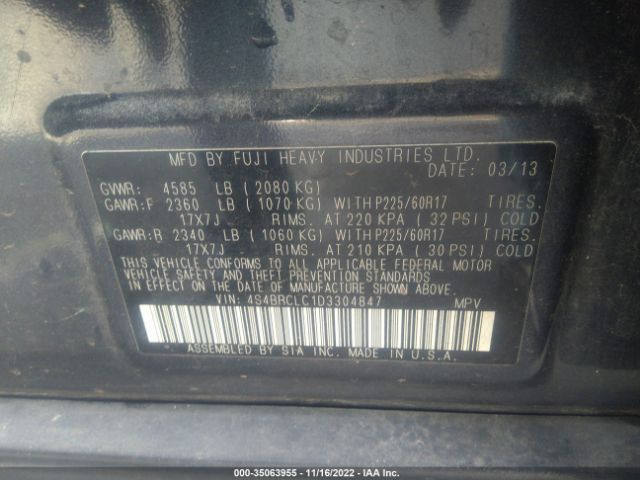 MFD BY FUJI HEAVY INDUSTRIES LTD.
DATE: 03/13
GVWR: 4585 LB ( 2080 KG)
GAWR:F 2360 LB ( 1070 KG) WITH P225/60R17 TIRES.
17X7J RIMS. AT 220 KPA ( 32 PSI) COLD
GAWR:R 2340 LB ( 1060 KG) WITH P225/60R17 TIRES.
17X7J RIMS. AT 210 KPA ( 30 PSI) COLD
THIS VEHICLE CONFORMS TO ALL APPLICABLE FEDERAL MOTOR
VEHICLE SAFETY AND THEFT PREVENTION STANDARDS
IN EFFECT ON THE DATE OF MANUFACTURE SHOWN ABOVE.
VIN: 4S4BRCLC1D3304847 MPV
ASSEMBLED BY SIA INC. MADE IN U.S.A.
000-35063955 - 11/16/2022 - IAA Inc.